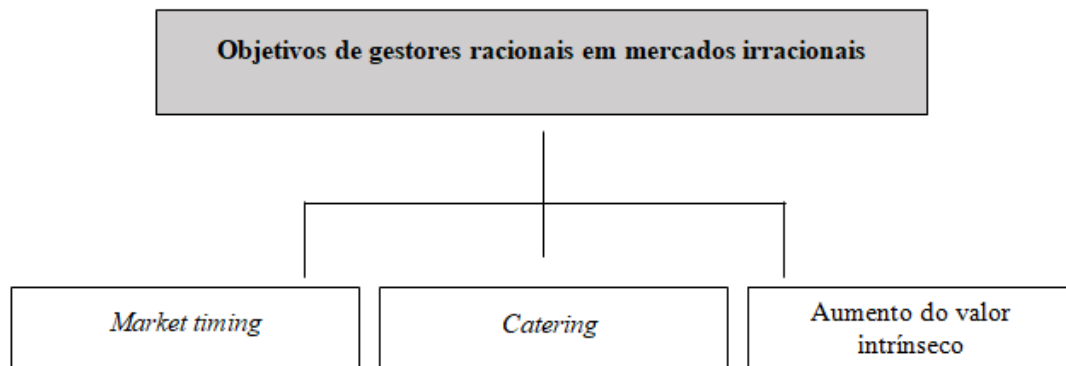 Objetivos de gestores racionais em mercados irracionais
Market timing
Catering
Aumento do valor
intrínseco